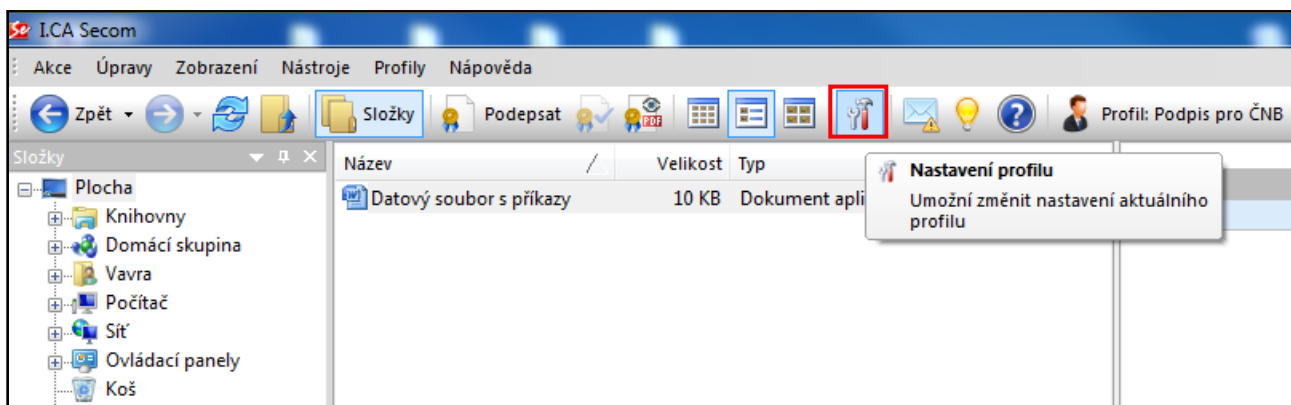 I.CA Secom
Akce Úpravy Zobrazení Nástroje Profily Nápověda
Zpět Složky Podepsat PDF Profil: Podpis pro ČNB
Složky
Název Velikost Typ
Datový soubor s příkazy 10 KB Dokument apli
Nastavení profilu
Umožní změnit nastavení aktuálního
profilu
Plocha
Knihovny
Domácí skupina
Vavra
Počítač
Síť
Ovládací panely
Koš